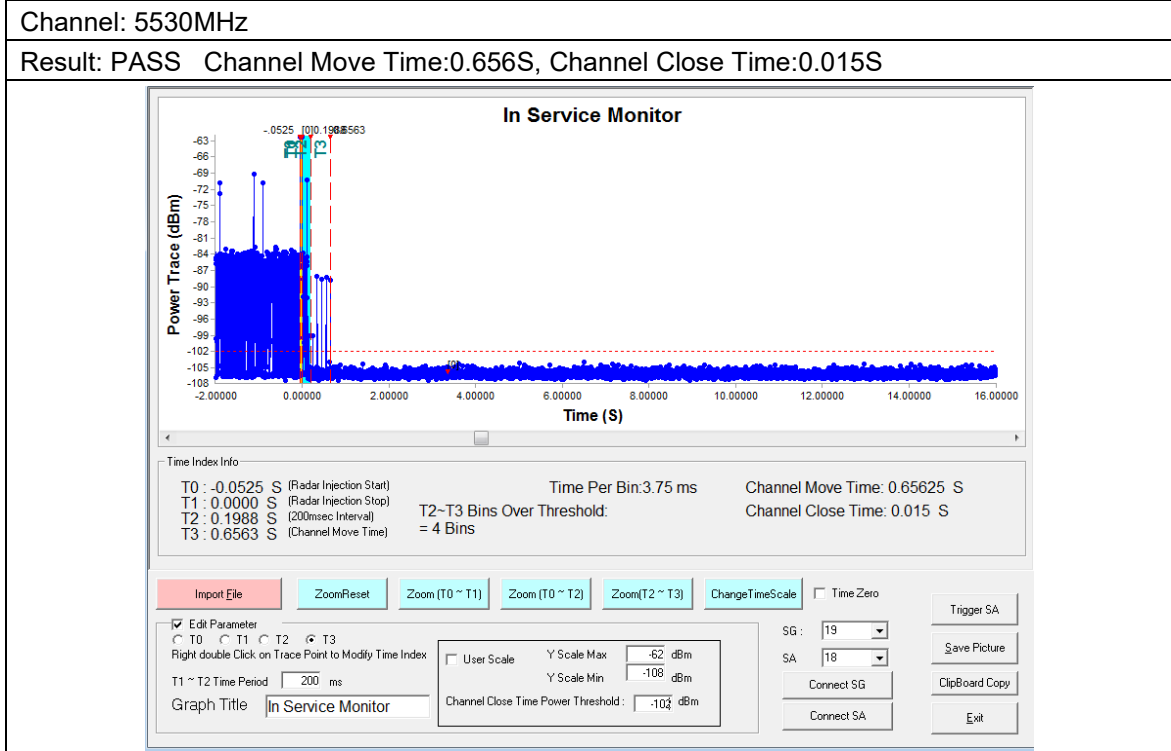 Channel: 5530MHz
Result: PASS Channel Move Time:0.656S, Channel Close Time:0.015S
In Service Monitor
-.0525 [0]0.198
6563
T2
T3
Power Trace (dBm)
-63
-66
-69
-72
-75
-78
-81
-84
-87
-90
-93
-96
-99
-102
-105
-108
-2.00000 0.00000 2.00000 4.00000 6.00000 8.00000 10.00000 12.00000 14.00000 16.00000
Time (S)
Time Index Info
T0 : -0.0525 S (Radar Injection Start)
T1 : 0.0000 S (Radar Injection Stop)
T2 : 0.1988 S (200msec Interval)
T3 : 0.6563 S (Channel Move Time)
Time Per Bin:3.75 ms
T2~T3 Bins Over Threshold:
= 4 Bins
Channel Move Time: 0.65625 S
Channel Close Time: 0.015 S
Import File ZoomReset Zoom (T0 ~ T1) Zoom (T0 ~ T2) Zoom(T2 ~ T3) ChangeTimeScale Time Zero
Trigger SA
Edit Parameter
T0 T1 T2 T3
Right double Click on Trace Point to Modify Time Index
T1 ~ T2 Time Period 200 ms
Graph Title In Service Monitor
User Scale
Y Scale Max -62 dBm
Y Scale Min -108 dBm
Channel Close Time Power Threshold : -102 dBm
SG : 19
SA 18
Connect SG
Connect SA
Save Picture
ClipBoard Copy
Exit